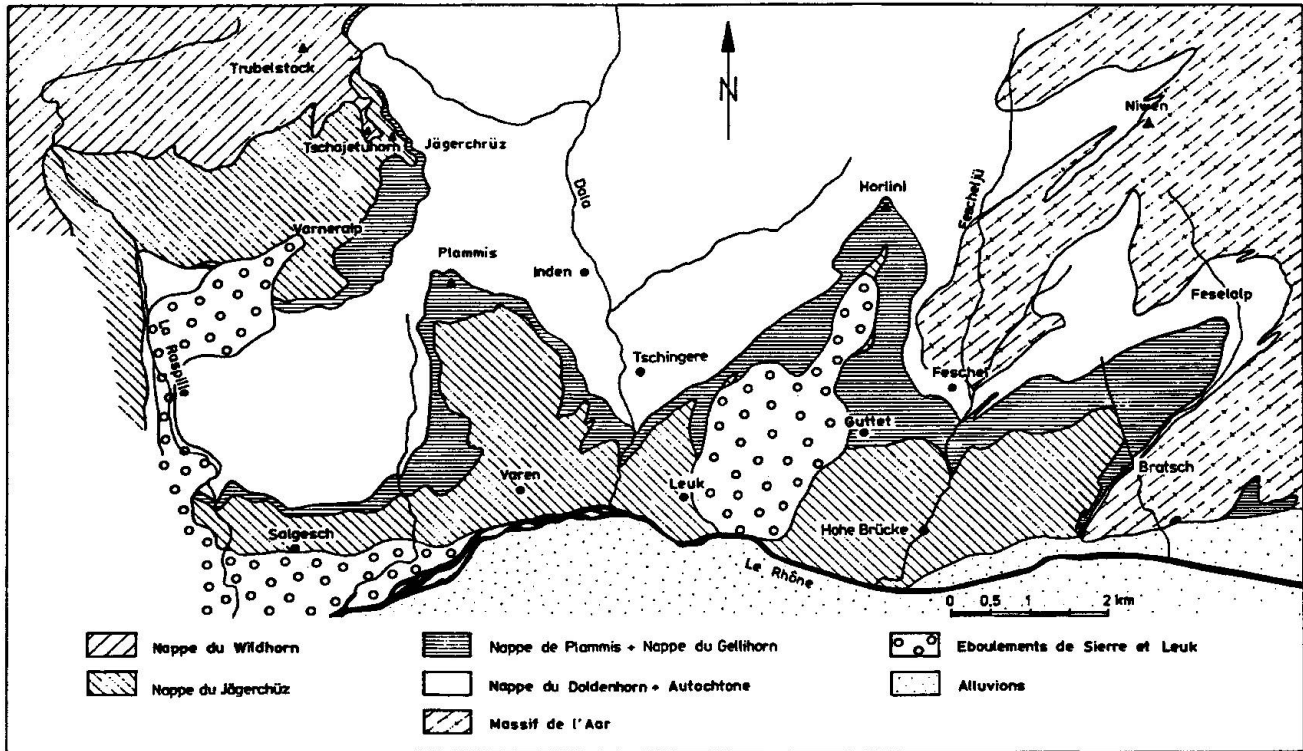 Trubelstock
N
Niwen
Tschajetuhorn
Jägerchrüz
Dala
Horlini
Fescheljü
Varneralp
Plammis
Inden
Feselalp
La Raspille
Tschingere
Feschel
Guttet
Bratsch
Varen
Leuk
Salgesch
Hohe Brücke
Le Rhône
0 0.5 1 2 km
Nappe du Wildhorn
Nappe du Jägerchüz
Nappe de Plammis + Nappe du Gellihorn
Nappe du Doldenhorn + Autochtone
Massif de l'Aar
Eboulements de Sierre et Leuk
Alluvions